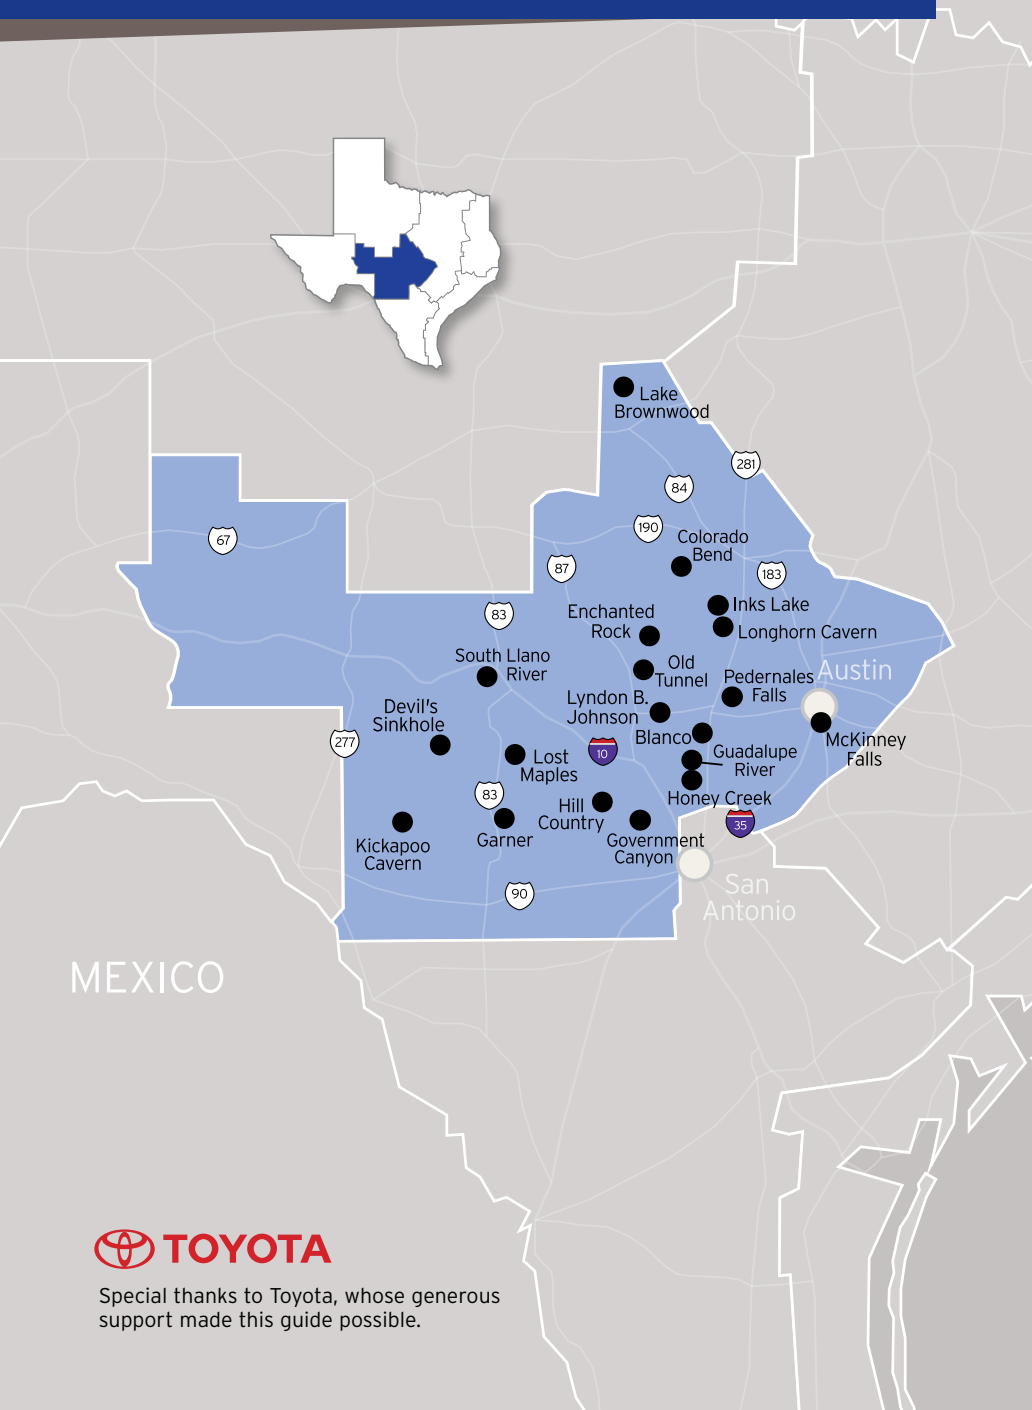 Lake
Brownwood
281
84
190
67
Colorado
Bend
87
183
83
Inks Lake
Enchanted
Rock
Longhorn Cavern
South Llano
River
Old
Tunnel
Pedernales
Falls
Austin
Lyndon B.
Johnson
Devil's
Sinkhole
277
Blanco
McKinney
Falls
10
Guadalupe
River
Lost
Maples
83
Honey Creek
Hill
Country
35
Kickapoo
Cavern
Garner
Government
Canyon
90
San
Antonio
MEXICO
TOYOTA
Special thanks to Toyota, whose generous
support made this guide possible.